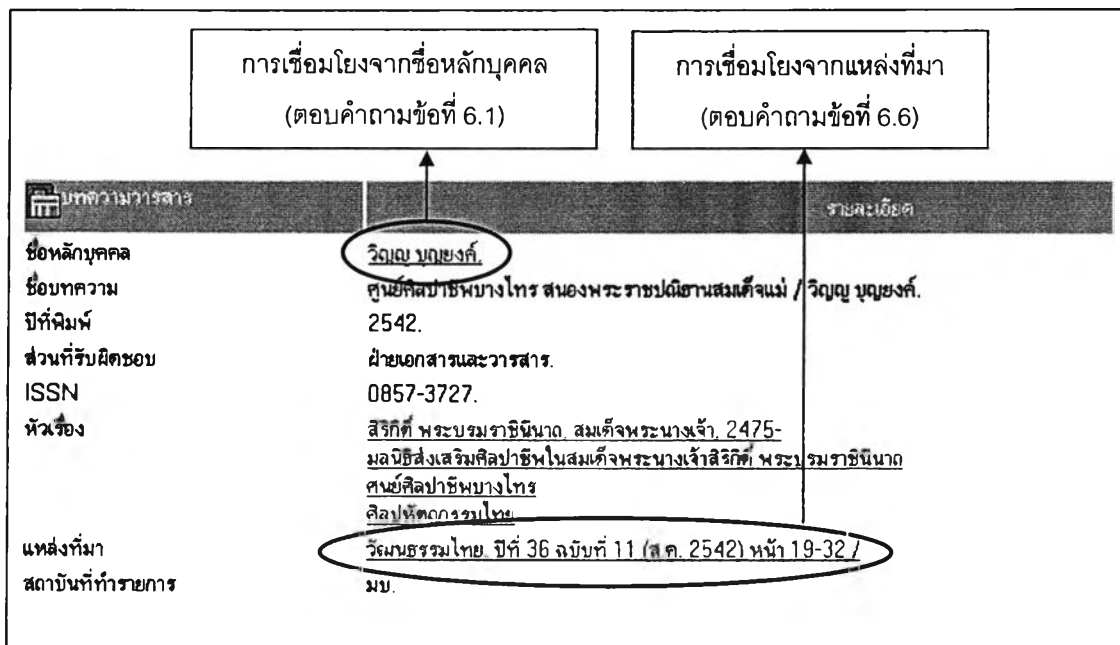 การเชื่อมโยงจากชื่อหลักบุคคล
(ตอบคำถามข้อที่ 6.1)
การเชื่อมโยงจากแหล่งที่มา
(ตอบคำถามข้อที่ 6.6)
บทความวารสาร รายละเอียด
ชื่อหลักบุคคล วิญญ บุญยงค์.
ชื่อบทความ ศูนย์ศิลปาชีพบางไทร สนองพระราชปณิธานสมเด็จแม่ / วิญญ บุญยงค์.
ปีที่พิมพ์ 2542.
ส่วนที่รับผิดชอบ ฝ่ายเอกสารและวารสาร.
ISSN 0857-3727.
หัวเรื่อง สิริกิติ์ พระบรมราชินีนาถ, สมเด็จพระนางเจ้า, 2475-
มูลนิธิส่งเสริมศิลปาชีพในสมเด็จพระนางเจ้าสิริกิติ์ พระบรมราชินีนาถ
ศูนย์ศิลปาชีพบางไทร
ศิลปหัตถกรรมไทย
แหล่งที่มา วัฒนธรรมไทย ปีที่ 36 ฉบับที่ 11 (ส.ค. 2542) หน้า 19-32 /
สถาบันที่ทำรายการ มบ.